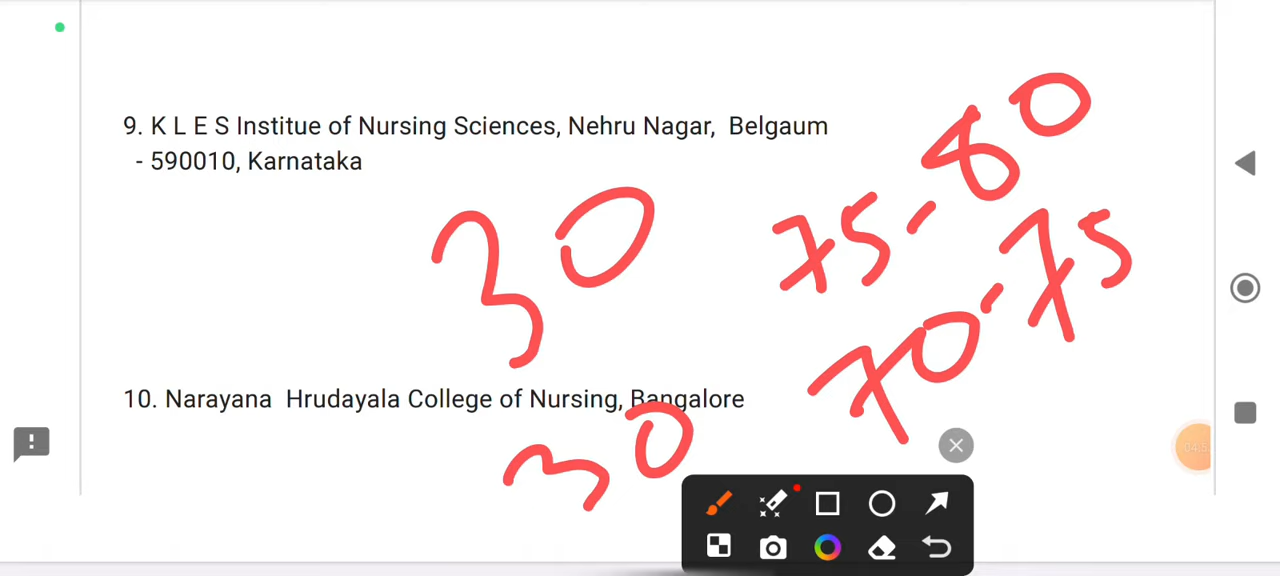 9. K L E S Institue of Nursing Sciences, Nehru Nagar, Belgaum
- 590010, Karnataka
30
75-80
70-75
10. Narayana Hrudayala College of Nursing, Bangalore
30